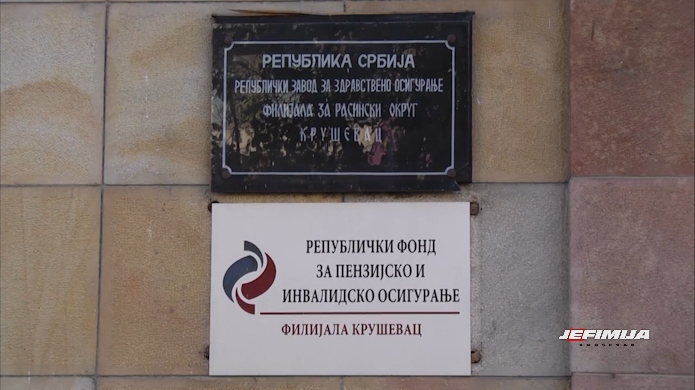 РЕПУБЛИКА СРБИЈА
РЕПУБЛИЧКИ ЗАВОД ЗА ЗДРАВСТВЕНО ОСИГУРАЊЕ
ФИЛИЈАЛА ЗА РАСИНСКИ ОКРУГ
КРУШЕВАЦ
РЕПУБЛИЧКИ ФОНД
ЗА ПЕНЗИЈСКО И
ИНВАЛИДСКО ОСИГУРАЊЕ
ФИЛИЈАЛА КРУШЕВАЦ
JEFIMIJA